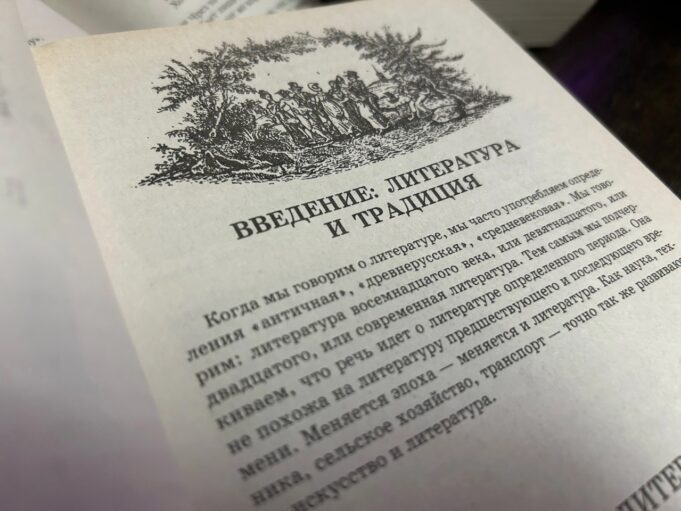 ВВЕДЕНИЕ: ЛИТЕРАТУРА
И ТРАДИЦИЯ
Когда мы говорим о литературе, мы часто употребляем опреде-
ления «античная», «древнерусская», «средневековая». Мы гово-
рим: литература восемнадцатого века, или девятнадцатого, или
двадцатого, или современная литература. Тем самым мы подчер-
киваем, что речь идет о литературе определенного периода. Она
не похожа на литературу предшествующего и последующего вре-
мени. Меняется эпоха — меняется и литература. Как наука, тех-
ника, сельское хозяйство, транспорт — точно так же развивают
искусство и литература.
ЛИТЕР